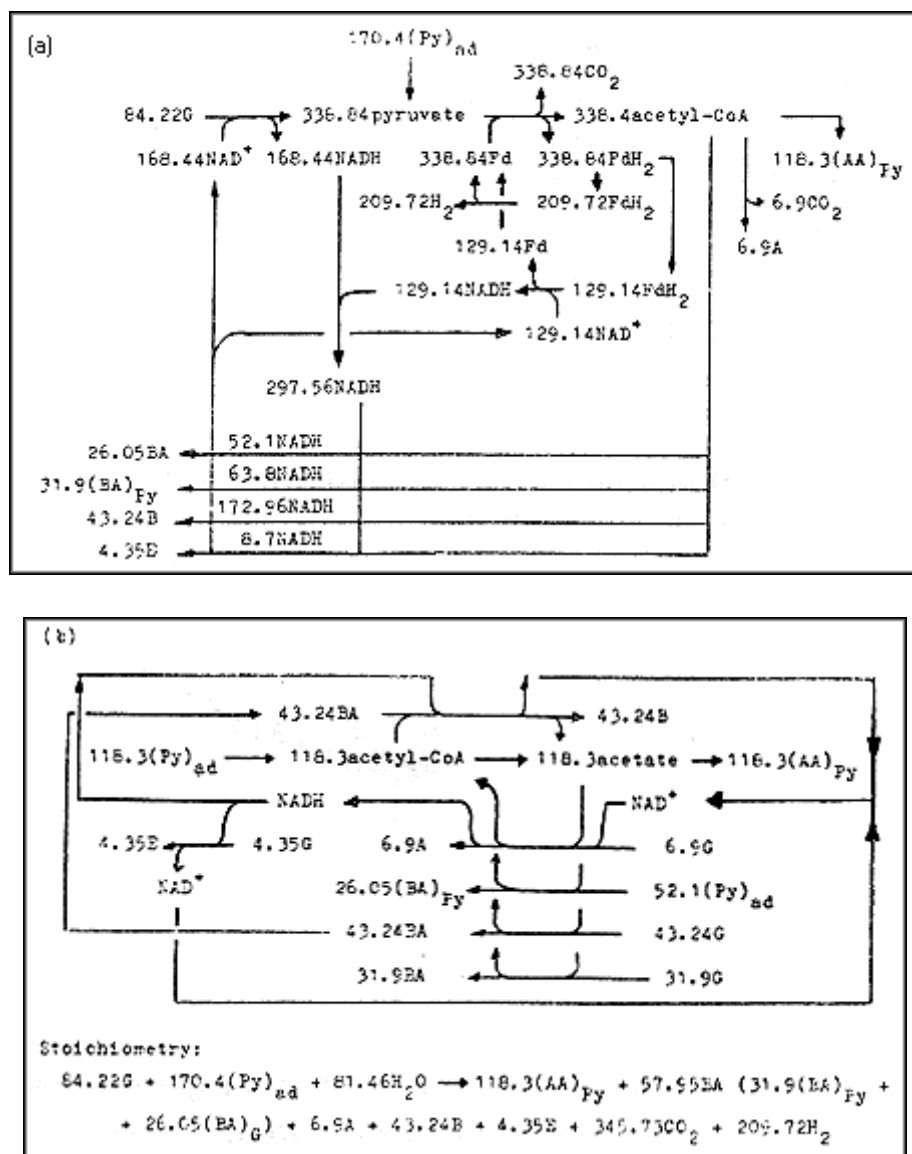 (a)
170.4(Py)ad
338.84CO2
84.22G 338.84pyruvate 338.4acetyl-CoA
168.44NAD+ 168.44NADH 338.84Fd 338.84FdH2 118.3(AA)Py
209.72H2 209.72FdH2 6.9CO2
129.14Fd 6.9A
129.14NADH 129.14FdH2
129.14NAD+
297.56NADH
52.1NADH
26.05BA
63.8NADH
31.9(BA)Py
172.96NADH
43.24B
8.7NADH
4.35E
(b)
43.24BA 43.24B
118.3(Py)ad 118.3acetyl-CoA 118.3acetate 118.3(AA)Py
NADH NAD+
4.35E 4.35G 6.9A 6.9G
NAD+ 26.05(BA)Py 52.1(Py)ad
43.24BA 43.24G
31.9BA 31.9G
Stoichiometry:
84.22G + 170.4(Py)ad + 81.46H2O → 118.3(AA)Py + 57.95BA (31.9(BA)Py +
+ 26.05(BA)G) + 6.9A + 43.24B + 4.35E + 345.73CO2 + 209.72H2